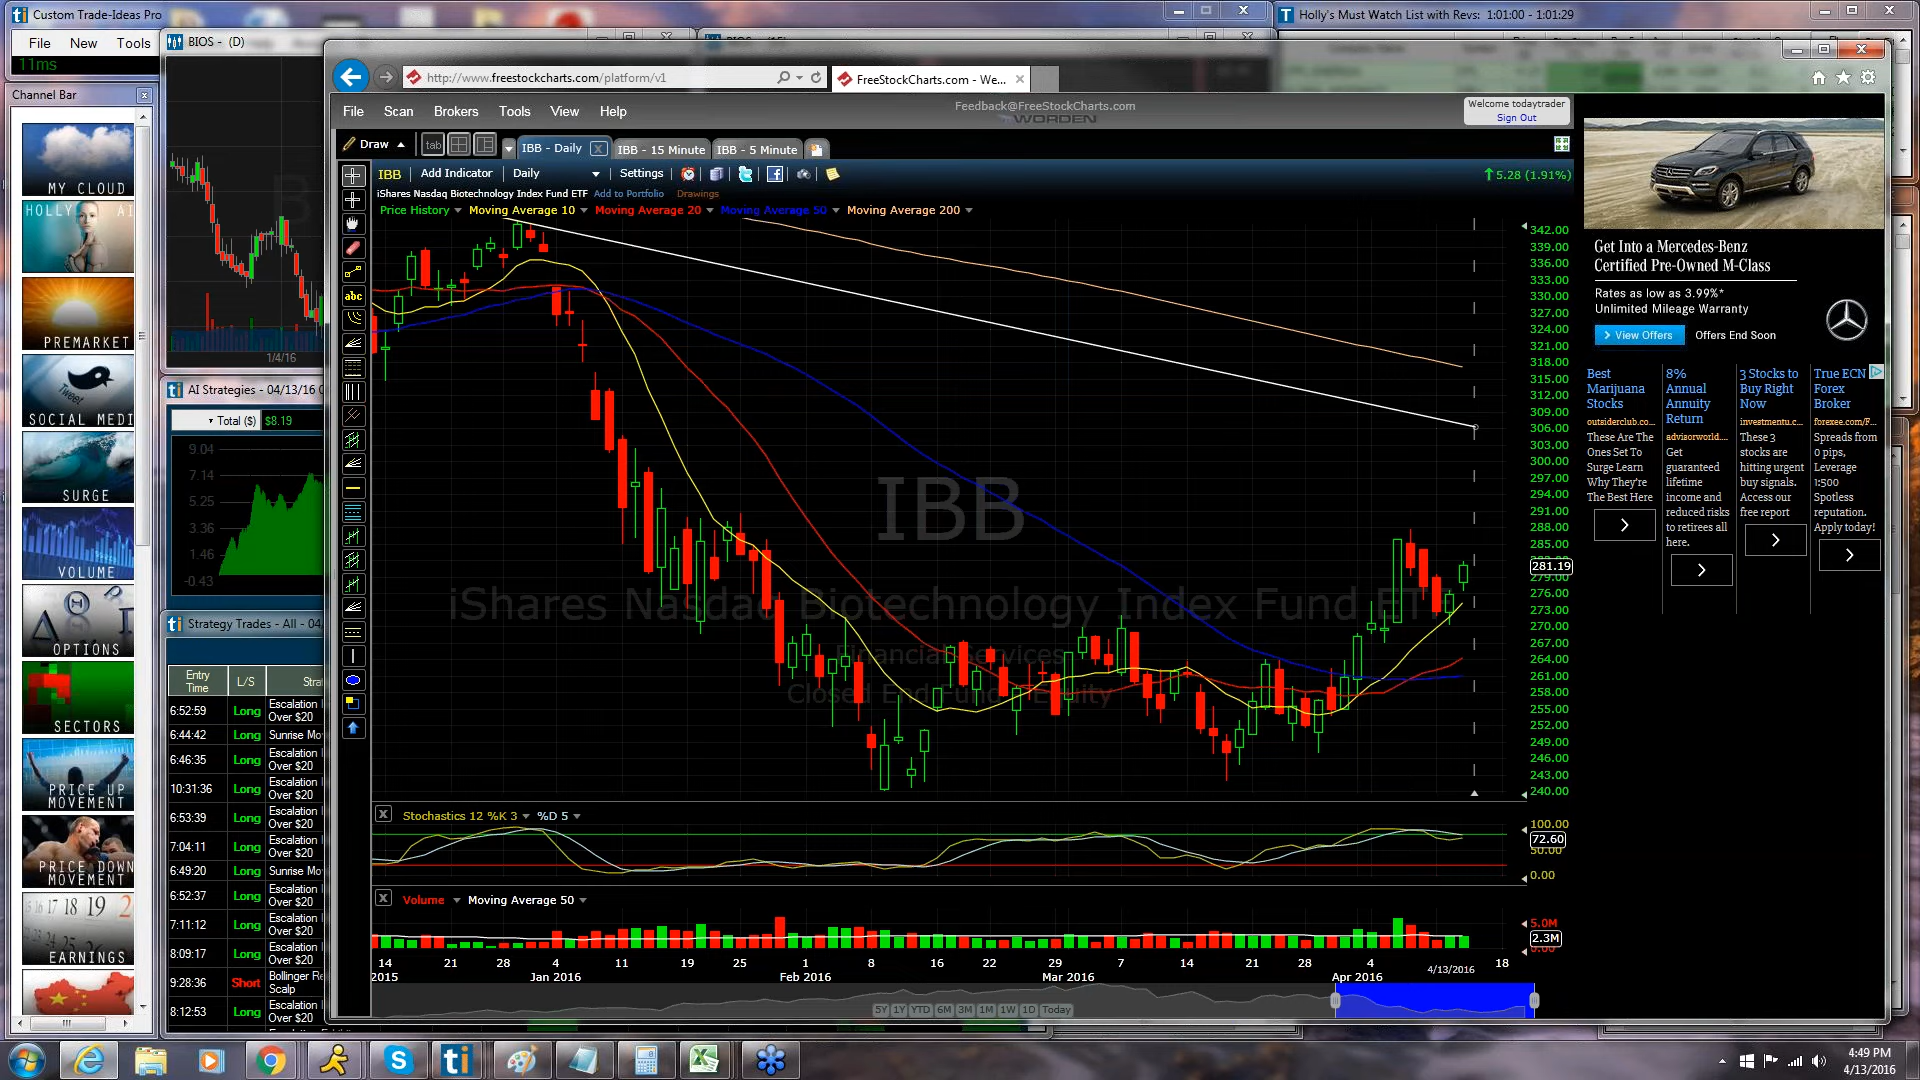 Custom Trade-Ideas Pro
File New Tools
11ms
Channel Bar
MY CLOUD
HOLLY AI
PREMARKET
Tweet
SOCIAL MEDI
SURGE
VOLUME
OPTIONS
SECTORS
PRICE UP
MOVEMENT
PRICE DOWN
MOVEMENT
EARNINGS
BIOS - (D)
1/4/16
AI Strategies - 04/13/16
Total ($) $8.19
9.04
7.14
5.25
3.36
1.46
-0.43
Strategy Trades - All - 04/
Entry Time L/S Strat
6:52:59 Long Escalation Over $20
6:44:42 Long Sunrise Mo
6:46:35 Long Escalation Over $20
10:31:36 Long Escalation Over $20
6:53:39 Long Escalation Over $20
7:04:11 Long Escalation Over $20
6:49:20 Long Sunrise Mo
6:52:37 Long Escalation Over $20
7:11:12 Long Escalation Over $20
8:09:17 Long Escalation Over $20
9:28:36 Short Bollinger Re Scalp
8:12:53 Long Escalation Over $20
Holly's Must Watch List with Revs: 1:01:00 - 1:01:29
http://www.freestockcharts.com/platform/v1
FreeStockCharts.com - We...
File Scan Brokers Tools View Help
Feedback@FreeStockCharts.com
WORDEN
Welcome todaytrader
Sign Out
Draw
tab
IBB - Daily
IBB - 15 Minute
IBB - 5 Minute
IBB Add Indicator Daily Settings
5.28 (1.91%)
iShares Nasdaq Biotechnology Index Fund ETF Add to Portfolio Drawings
Price History Moving Average 10 Moving Average 20 Moving Average 50 Moving Average 200
abc
IBB
iShares Nasdaq Biotechnology Index Fund ETF
Financial Services
Closed End Fund Equity
342.00
339.00
336.00
333.00
330.00
327.00
324.00
321.00
318.00
315.00
312.00
309.00
306.00
303.00
300.00
297.00
294.00
291.00
288.00
285.00
281.19
279.00
276.00
273.00
270.00
267.00
264.00
261.00
258.00
255.00
252.00
249.00
246.00
243.00
240.00
Stochastics 12 %K 3 %D 5
100.00
72.60
50.00
0.00
Volume Moving Average 50
5.0M
2.3M
0.00
14 21 28 4 11 19 25 1 8 16 22 29 7 14 21 28 4 4/13/2016 18
2015 Jan 2016 Feb 2016 Mar 2016 Apr 2016
5Y 1Y YTD 6M 3M 1M 1W 1D Today
Get Into a Mercedes-Benz
Certified Pre-Owned M-Class
Rates as low as 3.99%*
Unlimited Mileage Warranty
View Offers Offers End Soon
Best
Marijuana
Stocks
outsiderclub.co...
These Are The
Ones Set To
Surge Learn
Why They're
The Best Here
8%
Annual
Annuity
Return
advisorworld....
Get
guaranteed
lifetime
income and
reduced risks
to retirees all
here.
3 Stocks to
Buy Right
Now
investmentu.c...
These 3
stocks are
hitting urgent
buy signals.
Access our
free report
True ECN
Forex
Broker
forexee.com/F...
Spreads from
0 pips,
Leverage
1:500
Spotless
reputation.
Apply today!
4:49 PM
4/13/2016